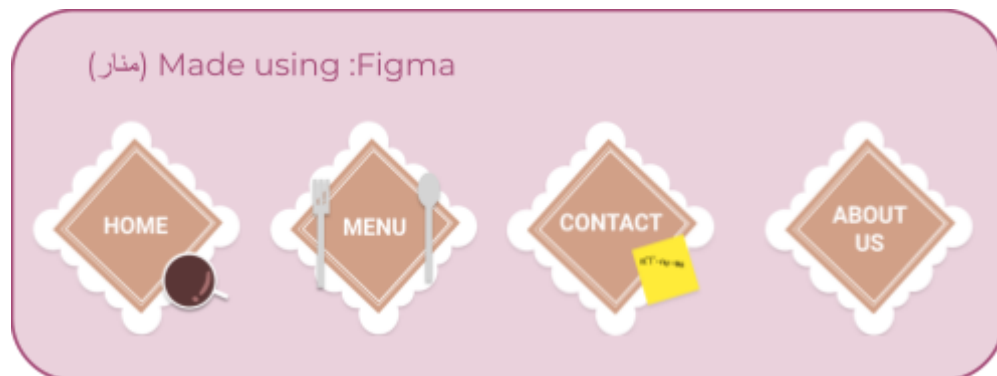 (منار) Made using :Figma
HOME
MENU
CONTACT
ABOUT
US